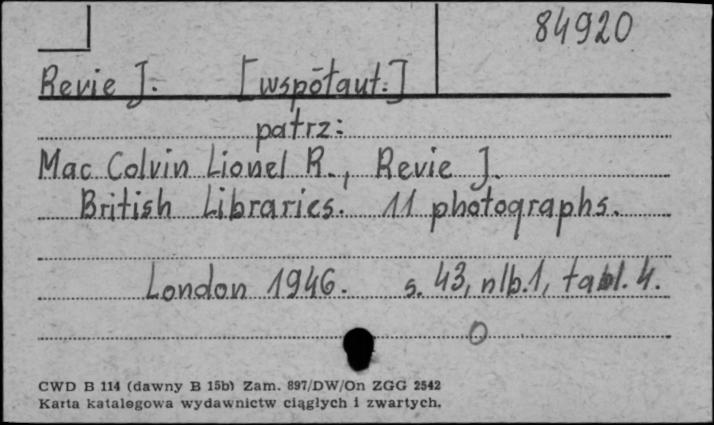 84920
Revie J. [współaut.]
patrz:
Mac Colvin Lionel R., Revie J.
British Libraries. 11 photographs.
London 1946. s. 43, nlb.1, tabl. 4.
CWD B 114 (dawny B 15b) Zam. 897/DW/On ZGG 2542
Karta katalogowa wydawnictw ciągłych i zwartych.